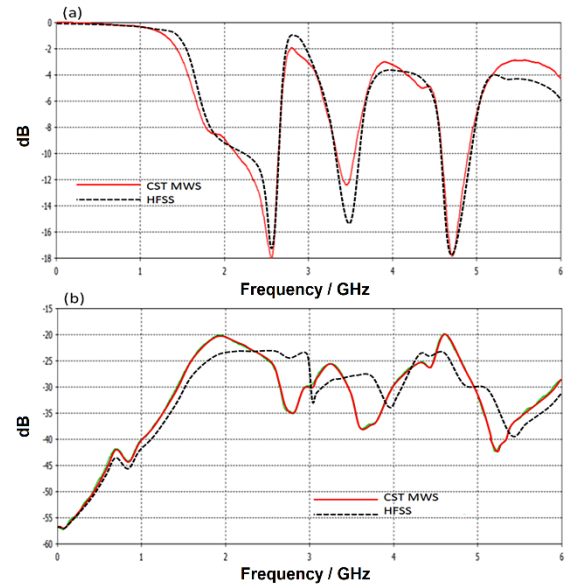 (a)
0
-2
-4
-6
-8
-10
-12
-14
-16
-18
dB
CST MWS
HFSS
0 1 2 3 4 5 6
Frequency / GHz
(b)
-15
-20
-25
-30
-35
-40
-45
-50
-55
-60
dB
CST MWS
HFSS
0 1 2 3 4 5 6
Frequency / GHz